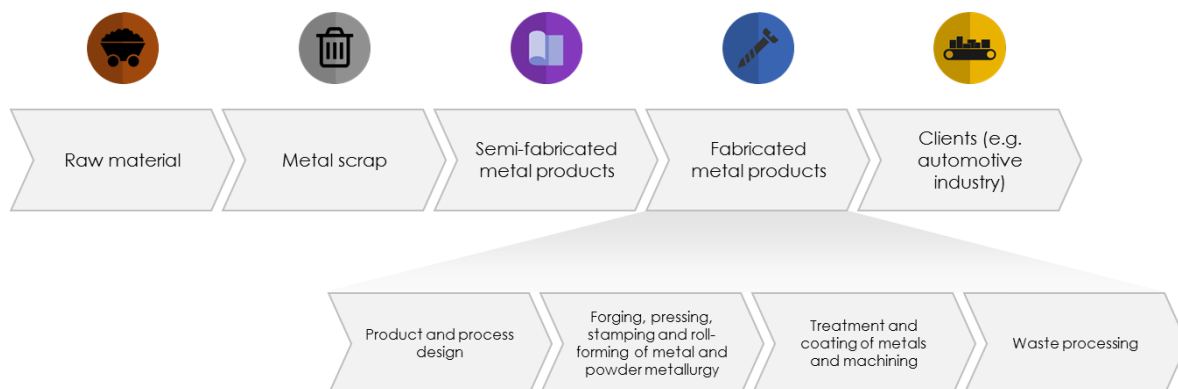 Raw material
Metal scrap
Semi-fabricated
metal products
Fabricated
metal products
Clients (e.g.
automotive
industry)
Product and process
design
Forging, pressing,
stamping and roll-
forming of metal and
powder metallurgy
Treatment and
coating of metals
and machining
Waste processing